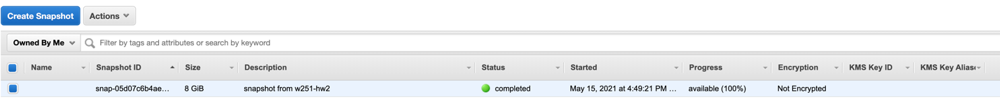 Create Snapshot Actions
Owned By Me Filter by tags and attributes or search by keyword
Name Snapshot ID Size Description Status Started Progress Encryption KMS Key ID KMS Key Alias
snap-05d07c6b4ae... 8 GiB snapshot from w251-hw2 completed May 15, 2021 at 4:49:21 PM ... available (100%) Not Encrypted